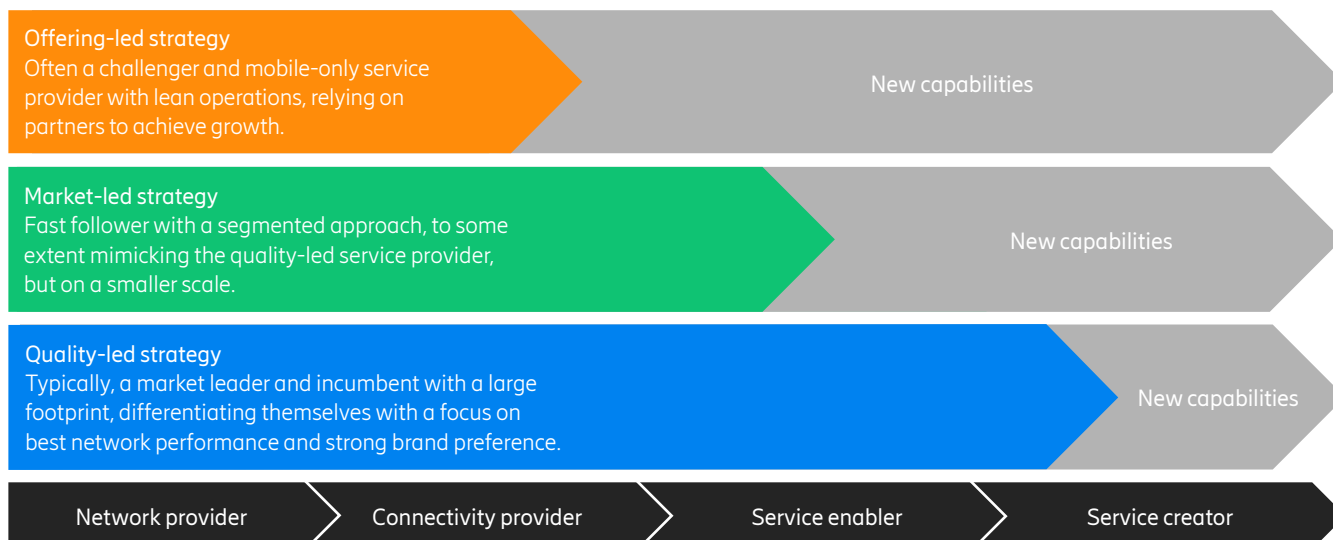 Offering-led strategy
Often a challenger and mobile-only service
provider with lean operations, relying on
partners to achieve growth.
New capabilities
Market-led strategy
Fast follower with a segmented approach, to some
extent mimicking the quality-led service provider,
but on a smaller scale.
New capabilities
Quality-led strategy
Typically, a market leader and incumbent with a large
footprint, differentiating themselves with a focus on
best network performance and strong brand preference.
New capabilities
Network provider
Connectivity provider
Service enabler
Service creator